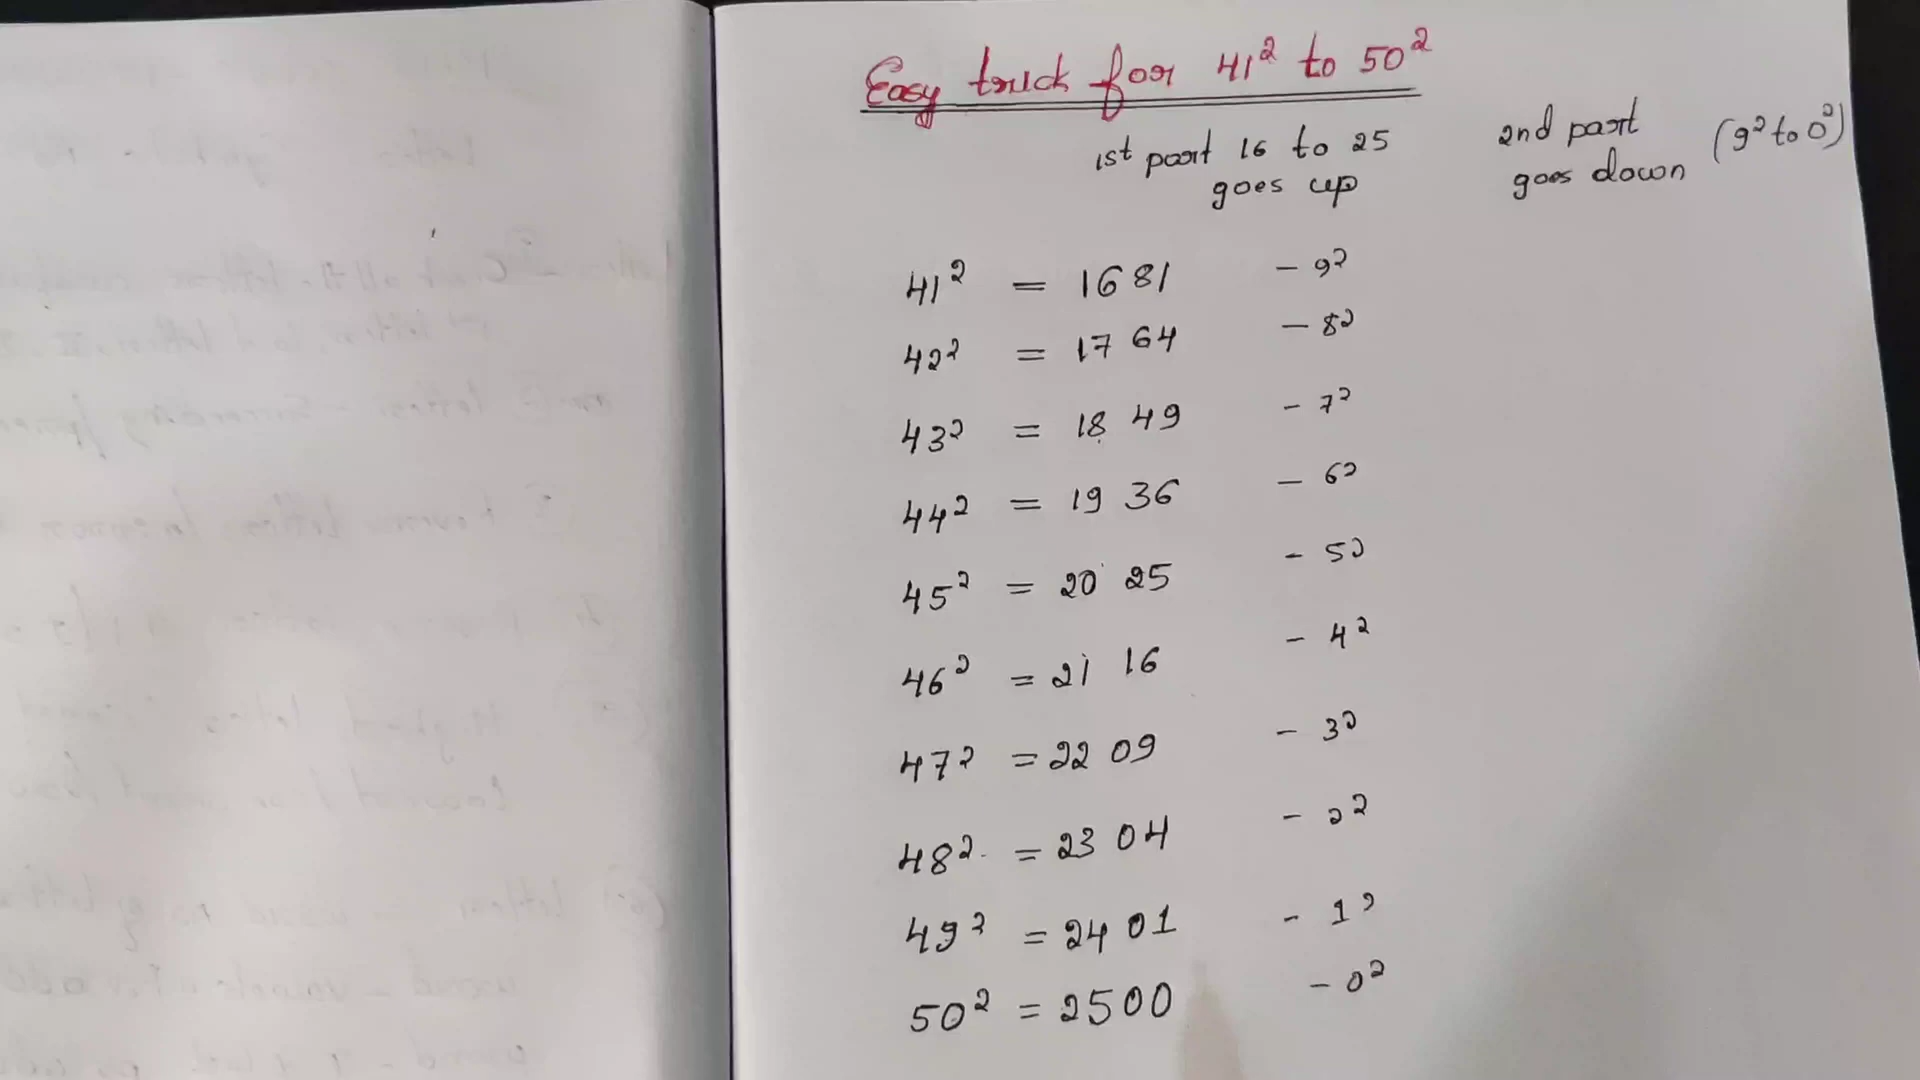 Easy trick for 41² to 50²
1st part 16 to 25 goes up
2nd part goes down (9² to 0²)
41² = 1681 - 9²
42² = 17 64 - 8²
43² = 18 49 - 7²
44² = 19 36 - 6²
45² = 20 25 - 5²
46² = 21 16 - 4²
47² = 22 09 - 3²
48² = 23 04 - 2²
49² = 24 01 - 1²
50² = 2500 - 0²